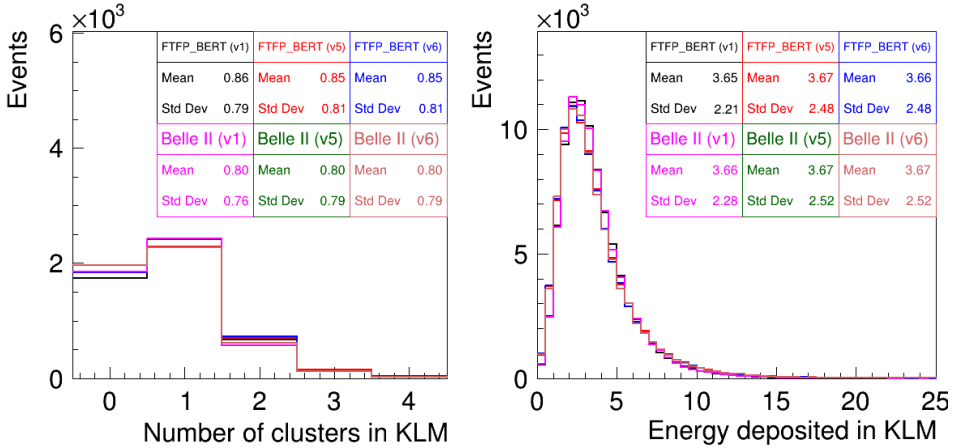 ×10³
Events
6
4
2
0
FTFP_BERT (v1) FTFP_BERT (v5) FTFP_BERT (v6)
Mean 0.86 Mean 0.85 Mean 0.85
Std Dev 0.79 Std Dev 0.81 Std Dev 0.81
Belle II (v1) Belle II (v5) Belle II (v6)
Mean 0.80 Mean 0.80 Mean 0.80
Std Dev 0.76 Std Dev 0.79 Std Dev 0.79
0 1 2 3 4
Number of clusters in KLM
×10³
Events
10
5
0
FTFP_BERT (v1) FTFP_BERT (v5) FTFP_BERT (v6)
Mean 3.65 Mean 3.67 Mean 3.66
Std Dev 2.21 Std Dev 2.48 Std Dev 2.48
Belle II (v1) Belle II (v5) Belle II (v6)
Mean 3.66 Mean 3.67 Mean 3.67
Std Dev 2.28 Std Dev 2.52 Std Dev 2.52
0 5 10 15 20 25
Energy deposited in KLM